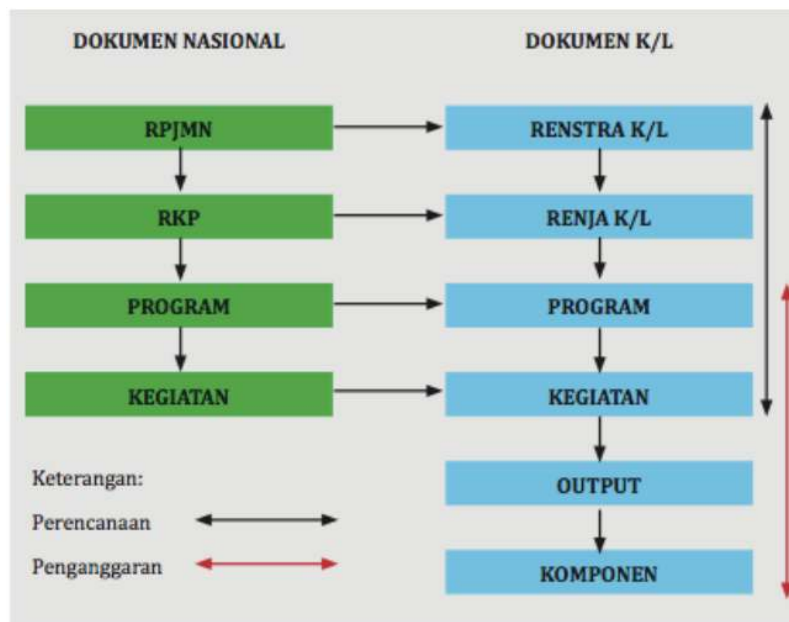 DOKUMEN NASIONAL
DOKUMEN K/L
RPJMN
RENSTRA K/L
RKP
RENJA K/L
PROGRAM
PROGRAM
KEGIATAN
KEGIATAN
OUTPUT
KOMPONEN
Keterangan:
Perencanaan
Penganggaran